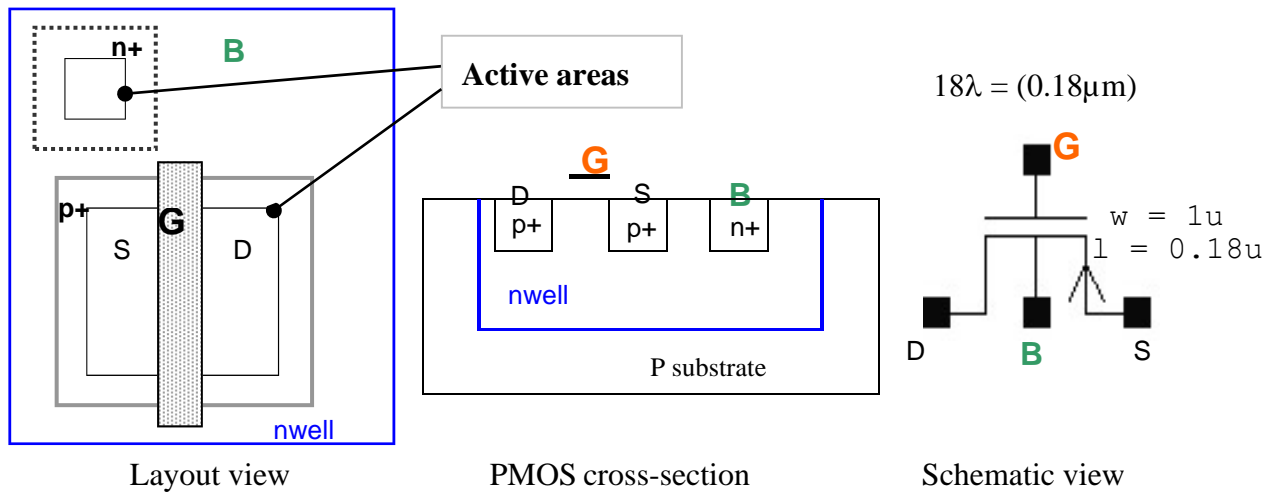 n+
B
Active areas
p+
G
S
D
nwell
Layout view
G
D
S
B
p+
p+
n+
nwell
P substrate
PMOS cross-section
18λ = (0.18µm)
G
w = 1u
l = 0.18u
D
B
S
Schematic view